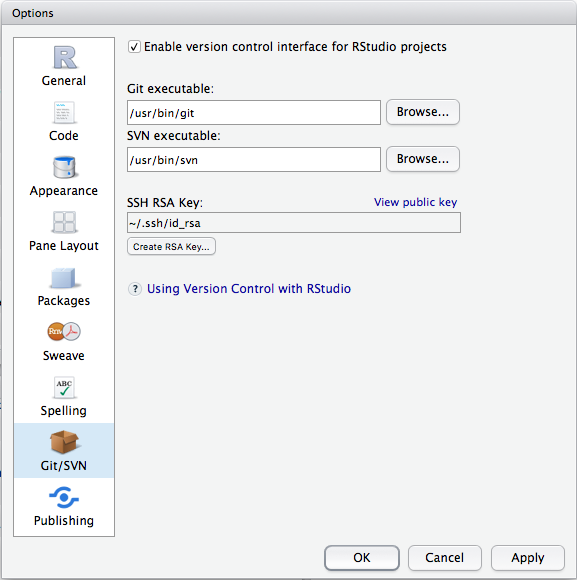 Options
R
General
Code
Appearance
Pane Layout
Packages
Rnw
Sweave
ABC
Spelling
Git/SVN
Publishing
Enable version control interface for RStudio projects
Git executable:
/usr/bin/git
Browse...
SVN executable:
/usr/bin/svn
Browse...
SSH RSA Key:
View public key
~/.ssh/id_rsa
Create RSA Key...
? Using Version Control with RStudio
OK
Cancel
Apply